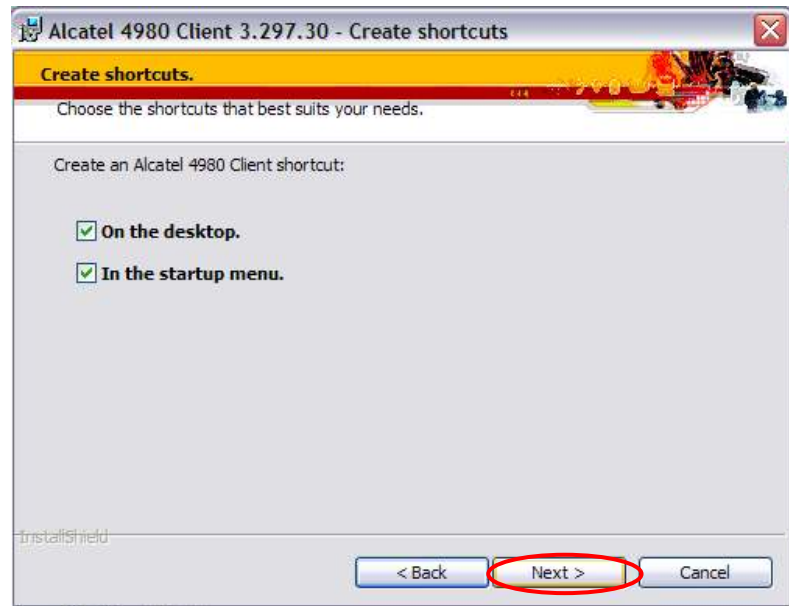 Alcatel 4980 Client 3.297.30 - Create shortcuts
Create shortcuts.
Choose the shortcuts that best suits your needs.
Create an Alcatel 4980 Client shortcut:
On the desktop.
In the startup menu.
InstallShield
< Back Next > Cancel